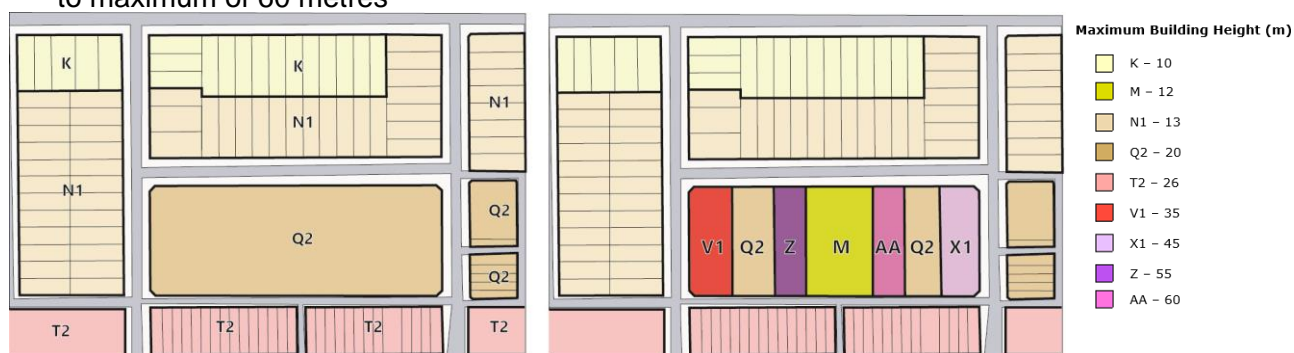 to maximum of 60 metres
K
K
N1
N1
N1
Q2
Q2
Q2
T2
T2
T2
T2
V1
Q2
Z
M
AA
Q2
X1
Maximum Building Height (m)
K – 10
M – 12
N1 – 13
Q2 – 20
T2 – 26
V1 – 35
X1 – 45
Z – 55
AA – 60